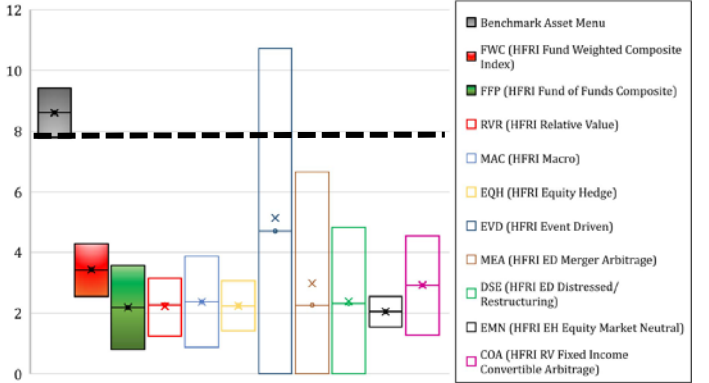 12
10
8
6
4
2
0
Benchmark Asset Menu
FWC (HFRI Fund Weighted Composite
Index)
FFP (HFRI Fund of Funds Composite)
RVR (HFRI Relative Value)
MAC (HFRI Macro)
EQH (HFRI Equity Hedge)
EVD (HFRI Event Driven)
MEA (HFRI ED Merger Arbitrage)
DSE (HFRI ED Distressed/
Restructuring)
EMN (HFRI EH Equity Market Neutral)
COA (HFRI RV Fixed Income
Convertible Arbitrage)